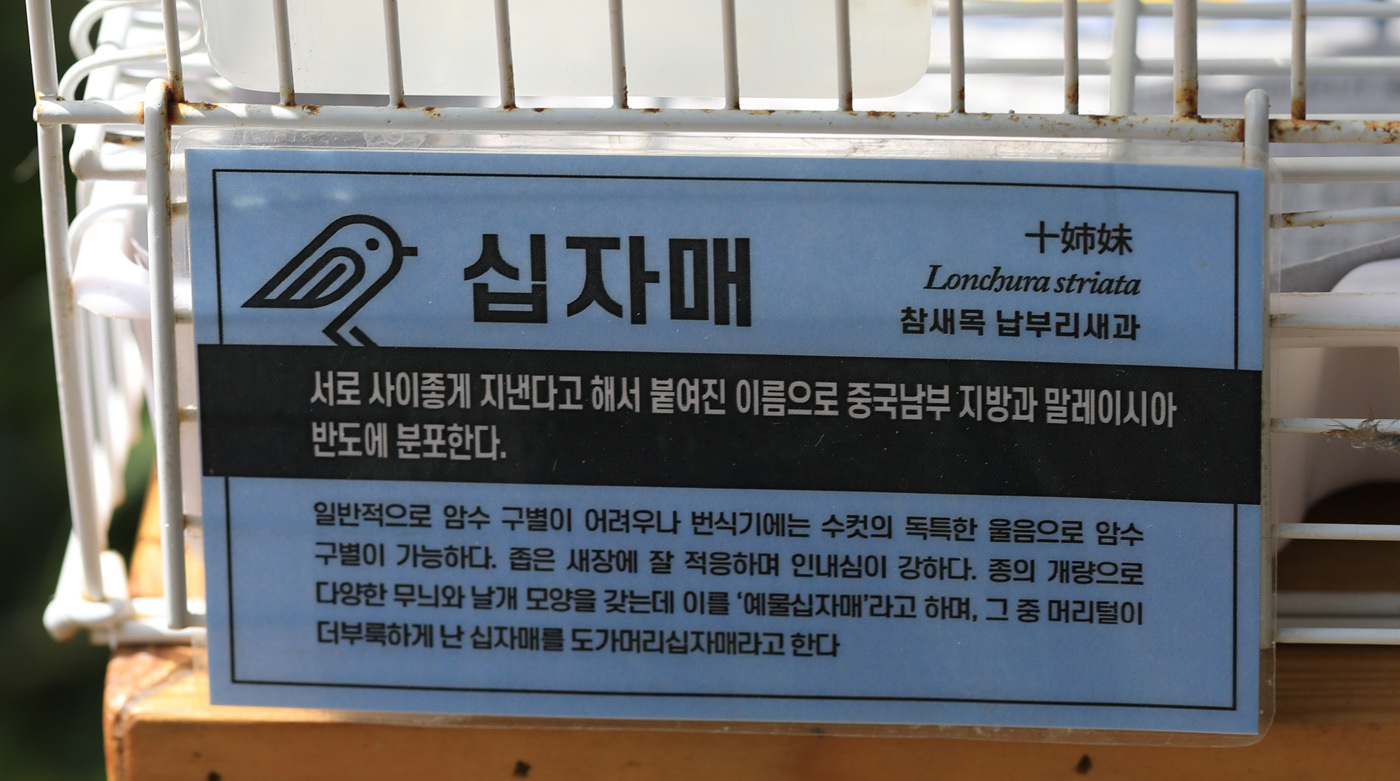 십자매
十姉妹
Lonchura striata
참새목 납부리새과
서로 사이좋게 지낸다고 해서 붙여진 이름으로 중국남부 지방과 말레이시아
반도에 분포한다.
일반적으로 암수 구별이 어려우나 번식기에는 수컷의 독특한 울음으로 암수
구별이 가능하다. 좁은 새장에 잘 적응하며 인내심이 강하다. 종의 개량으로
다양한 무늬와 날개 모양을 갖는데 이를 ‘예물십자매’라고 하며, 그 중 머리털이
더부룩하게 난 십자매를 도가머리십자매라고 한다